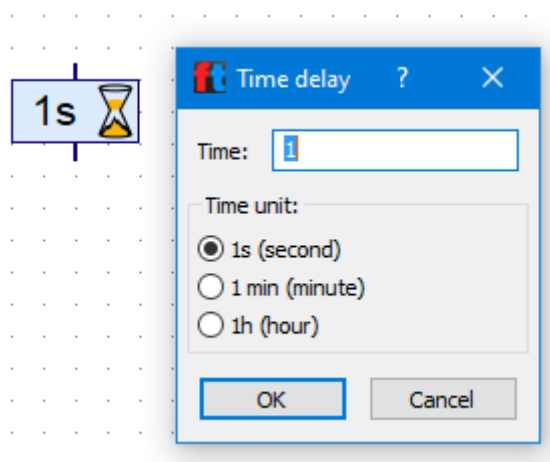 1s
ft Time delay ?
Time: 1
Time unit:
1s (second)
1 min (minute)
1h (hour)
OK Cancel